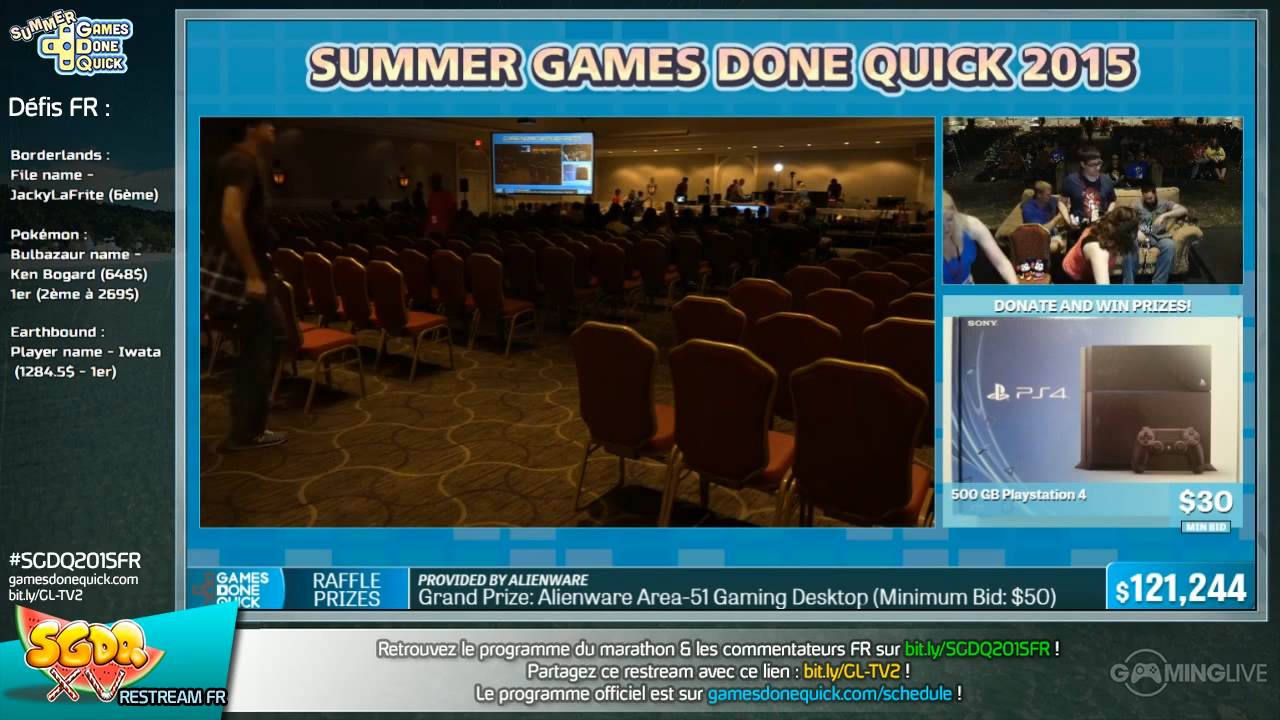 SUMMER
GAMES
DONE
QUICK
Défis FR :
Borderlands :
File name -
JackyLaFrite (6ème)
Pokémon :
Bulbazaur name -
Ken Bogard (648$)
1er (2ème à 269$)
Earthbound :
Player name - Iwata
(1284.5$ - 1er)
#SGDQ2015FR
gamesdonequick.com
bit.ly/GL-TV2
SGDQ
XV
RESTREAM FR
SUMMER GAMES DONE QUICK 2015
DONATE AND WIN PRIZES!
SONY
PS4
500 GB Playstation 4
$30
MIN BID
GAMES
DONE
QUICK
RAFFLE
PRIZES
PROVIDED BY ALIENWARE
Grand Prize: Alienware Area-51 Gaming Desktop (Minimum Bid: $50)
$121,244
Retrouvez le programme du marathon & les commentateurs FR sur bit.ly/SGDQ2015FR !
Partagez ce restream avec ce lien : bit.ly/GL-TV2 !
Le programme officiel est sur gamesdonequick.com/schedule !
GAMINGLIVE